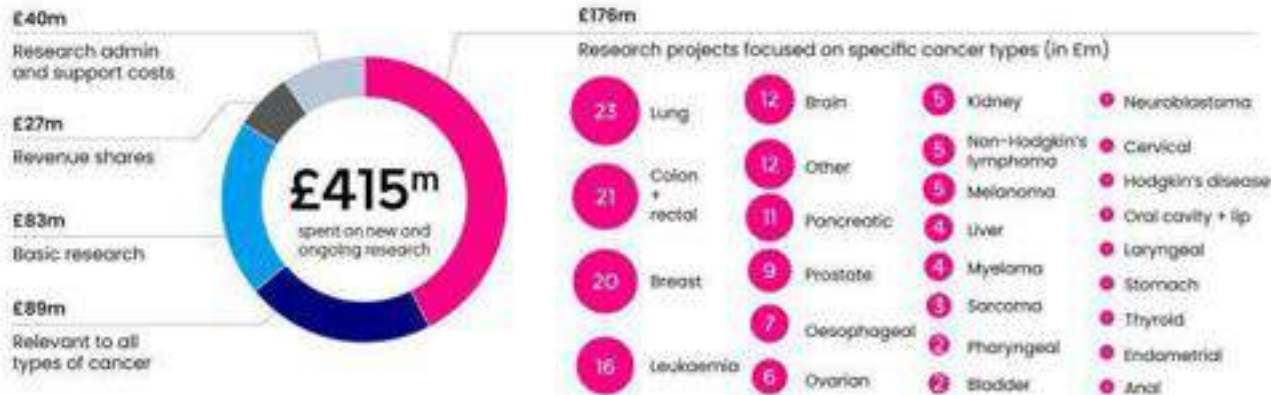 £40m
Research admin
and support costs
£27m
Revenue shares
£83m
Basic research
£89m
Relevant to all
types of cancer
£415m
spent on new and
ongoing research
£176m
Research projects focused on specific cancer types (in £m)
23 Lung
21 Colon
+
rectal
20 Breast
16 Leukaemia
12 Brain
12 Other
11 Pancreatic
9 Prostate
7 Oesophageal
6 Ovarian
5 Kidney
5 Non-Hodgkin's
lymphoma
5 Melanoma
4 Liver
4 Myeloma
3 Sarcoma
2 Pharyngeal
2 Bladder
Neuroblastoma
Cervical
Hodgkin's disease
Oral cavity + lip
Laryngeal
Stomach
Thyroid
Endometrial
Anal